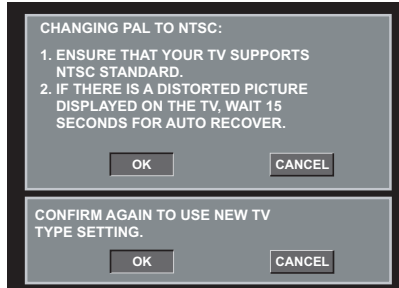 CHANGING PAL TO NTSC:
1. ENSURE THAT YOUR TV SUPPORTS
NTSC STANDARD.
2. IF THERE IS A DISTORTED PICTURE
DISPLAYED ON THE TV, WAIT 15
SECONDS FOR AUTO RECOVER.
OK CANCEL
CONFIRM AGAIN TO USE NEW TV
TYPE SETTING.
OK CANCEL